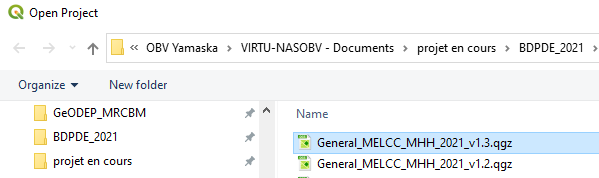 Open Project
« OBV Yamaska › VIRTU-NASOBV - Documents › projet en cours › BDPDE_2021 ›
Organize New folder
GeODEP_MRCBM
BDPDE_2021
projet en cours
Name
General_MELCC_MHH_2021_v1.3.qgz
General_MELCC_MHH_2021_v1.2.qgz